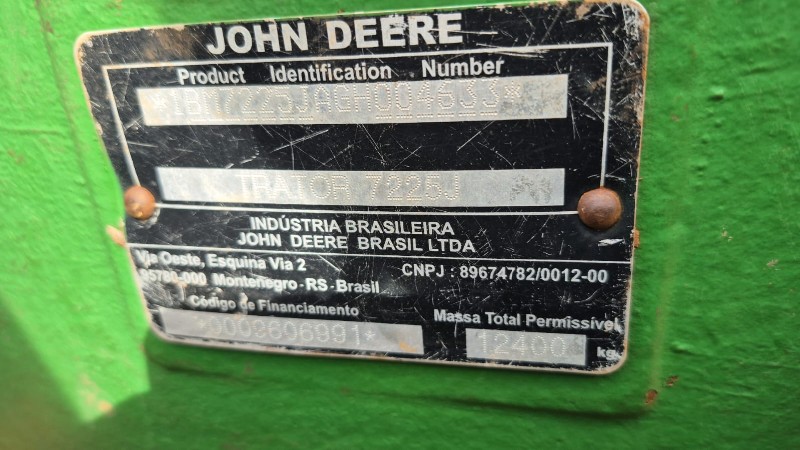 JOHN DEERE
Product Identification Number
*1BM7225JAGH004633*
TRATOR 7225J
INDÚSTRIA BRASILEIRA
JOHN DEERE BRASIL LTDA
Via Oeste, Esquina Via 2
95780-000 Montenegro - RS - Brasil
CNPJ : 89674782/0012-00
Código de Financiamento
Massa Total Permissível
*0009606991*
12400 kg